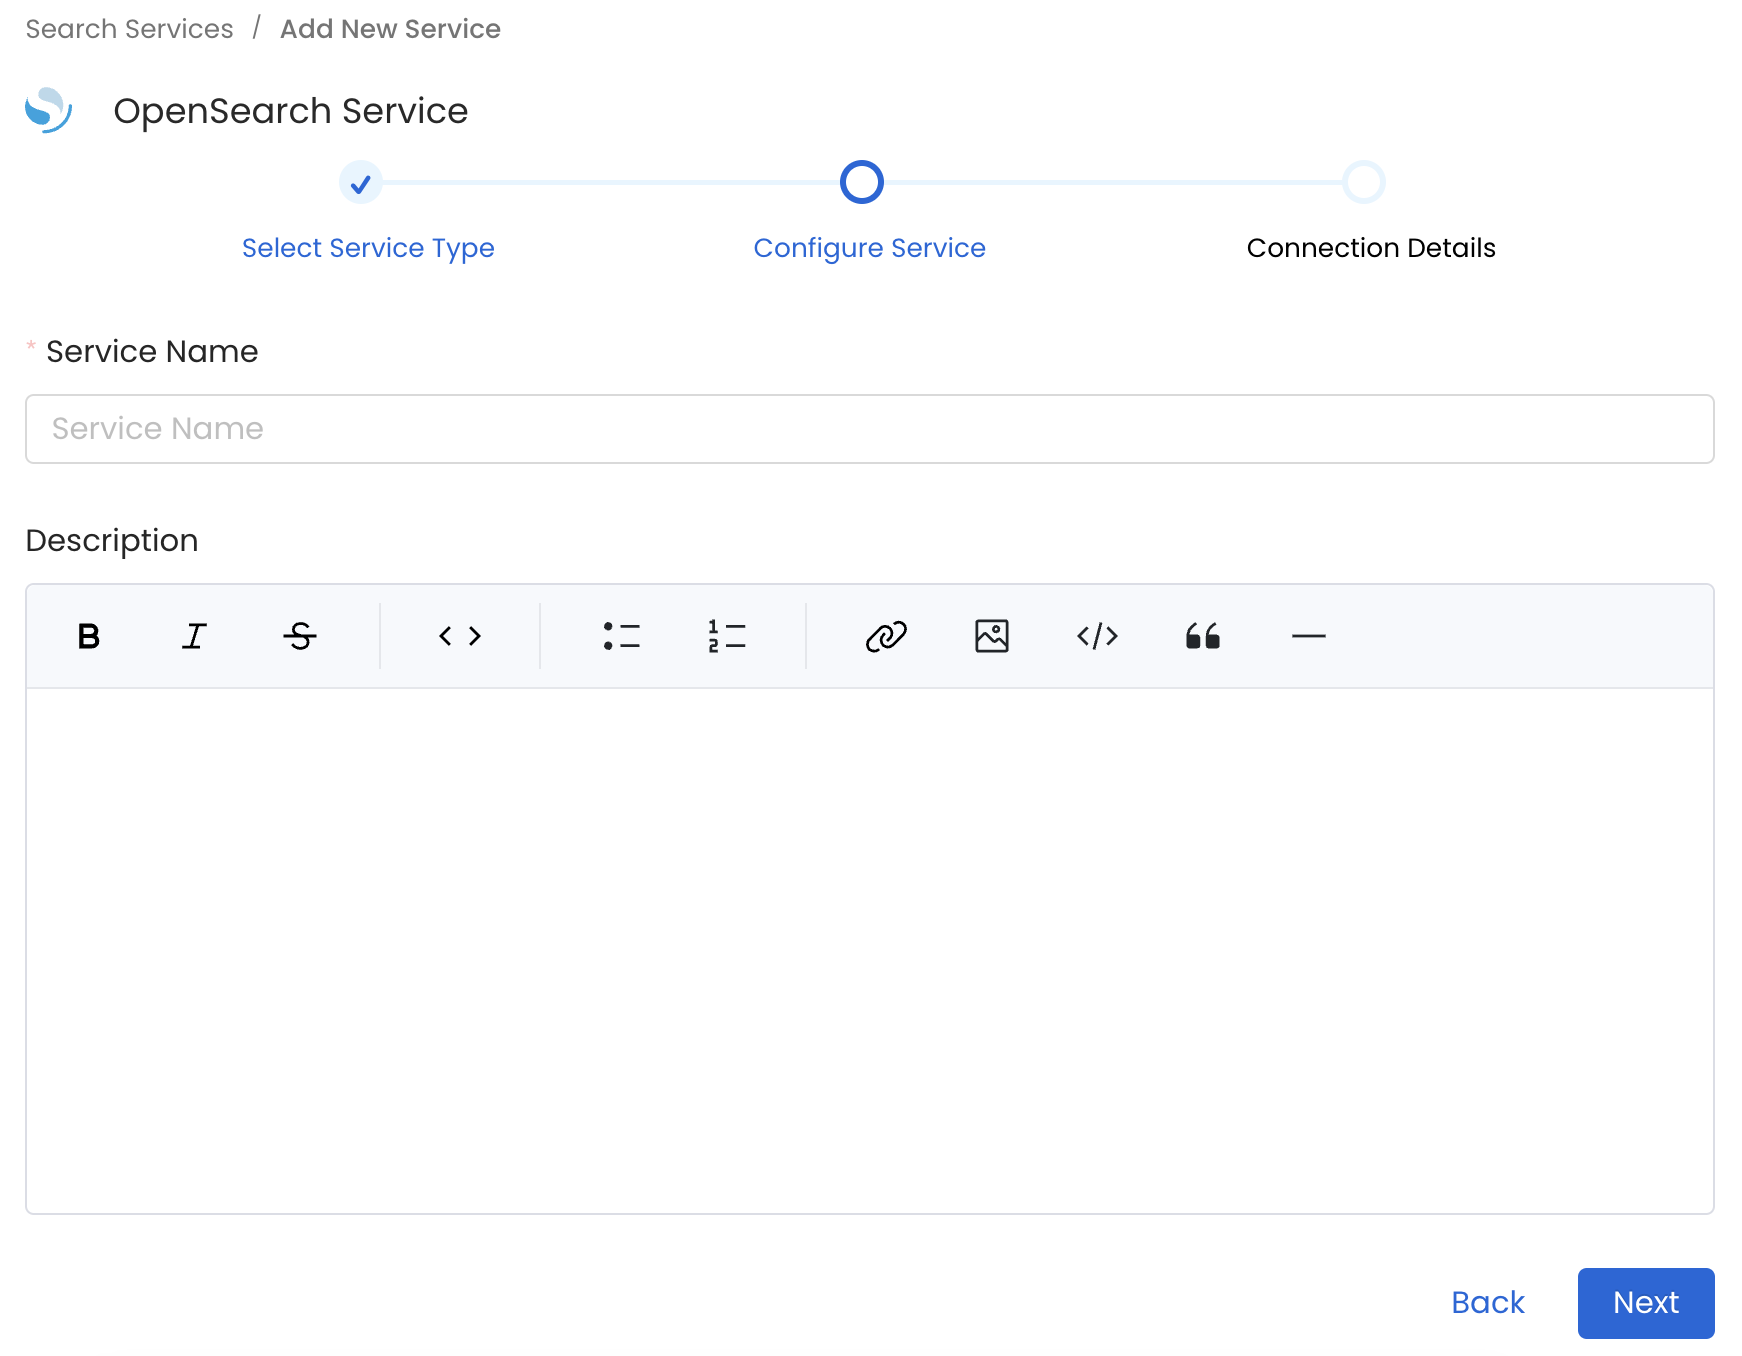 Search Services / Add New Service
OpenSearch Service
Select Service Type
Configure Service
Connection Details
* Service Name
Service Name
Description
Back
Next